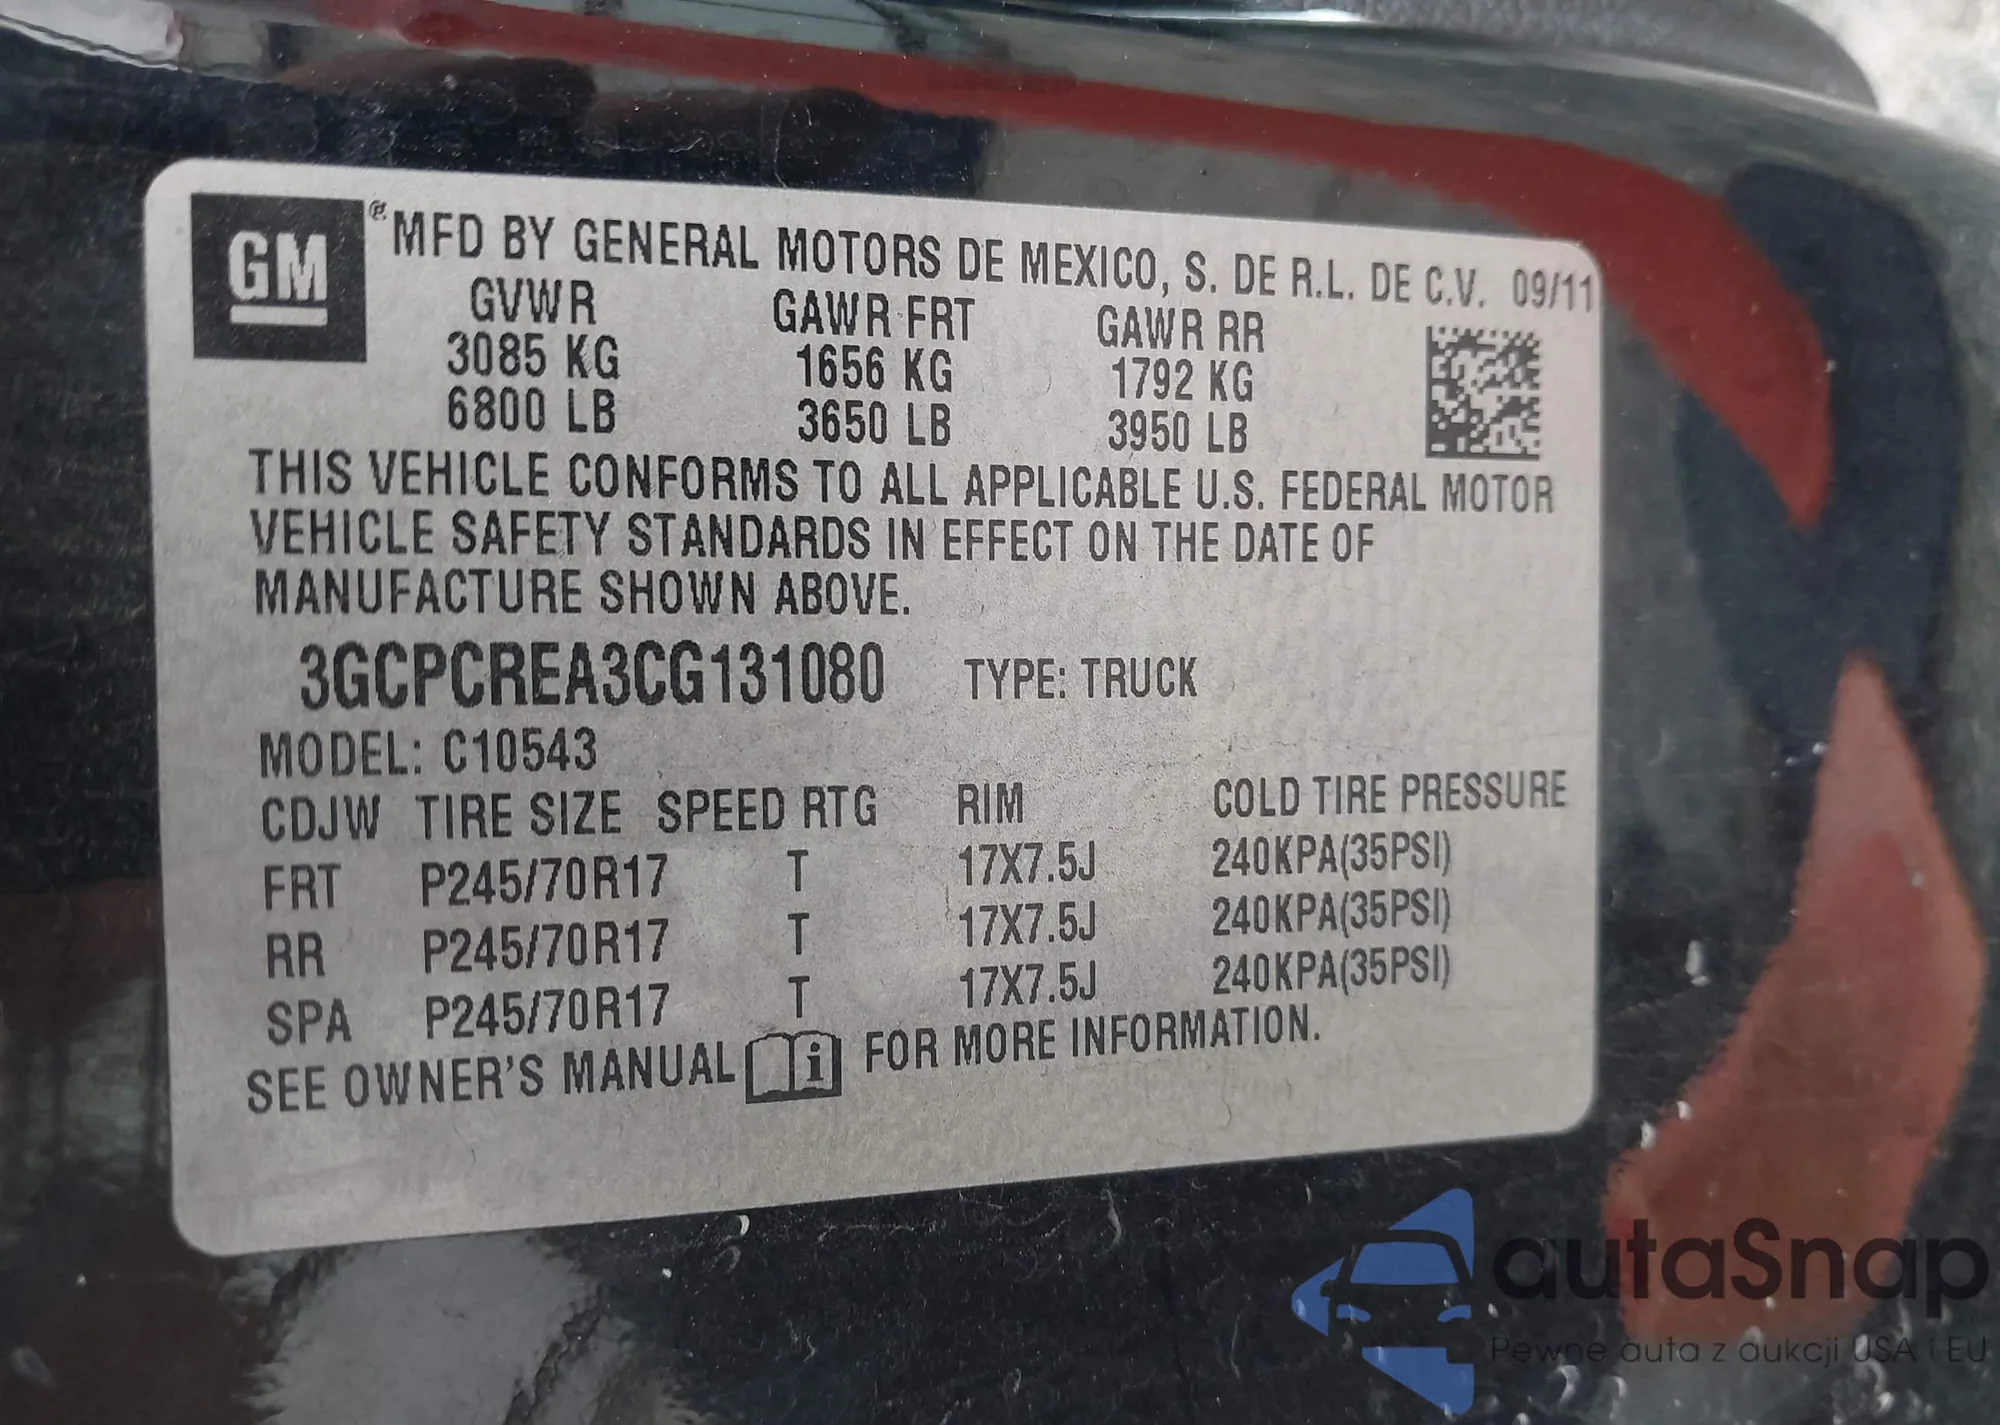 GM ® MFD BY GENERAL MOTORS DE MEXICO, S. DE R.L. DE C.V. 09/11
GVWR GAWR FRT GAWR RR
3085 KG 1656 KG 1792 KG
6800 LB 3650 LB 3950 LB
THIS VEHICLE CONFORMS TO ALL APPLICABLE U.S. FEDERAL MOTOR
VEHICLE SAFETY STANDARDS IN EFFECT ON THE DATE OF
MANUFACTURE SHOWN ABOVE.
3GCPCREA3CG131080 TYPE: TRUCK
MODEL: C10543
CDJW TIRE SIZE SPEED RTG RIM COLD TIRE PRESSURE
FRT P245/70R17 T 17X7.5J 240KPA(35PSI)
RR P245/70R17 T 17X7.5J 240KPA(35PSI)
SPA P245/70R17 T 17X7.5J 240KPA(35PSI)
SEE OWNER'S MANUAL i FOR MORE INFORMATION.
autaSnap
Pewne auta z aukcji USA i EU